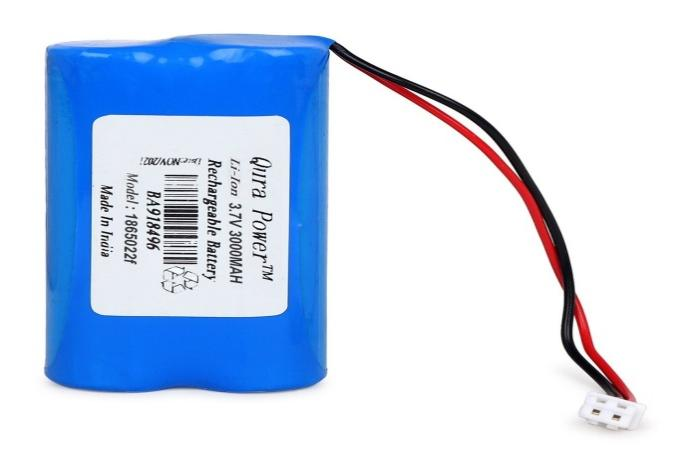 Qura Power™
Li-Ion 3.7V 3000MAH
Rechargeable Battery
BA918496
Model: 1865022f
Made In India